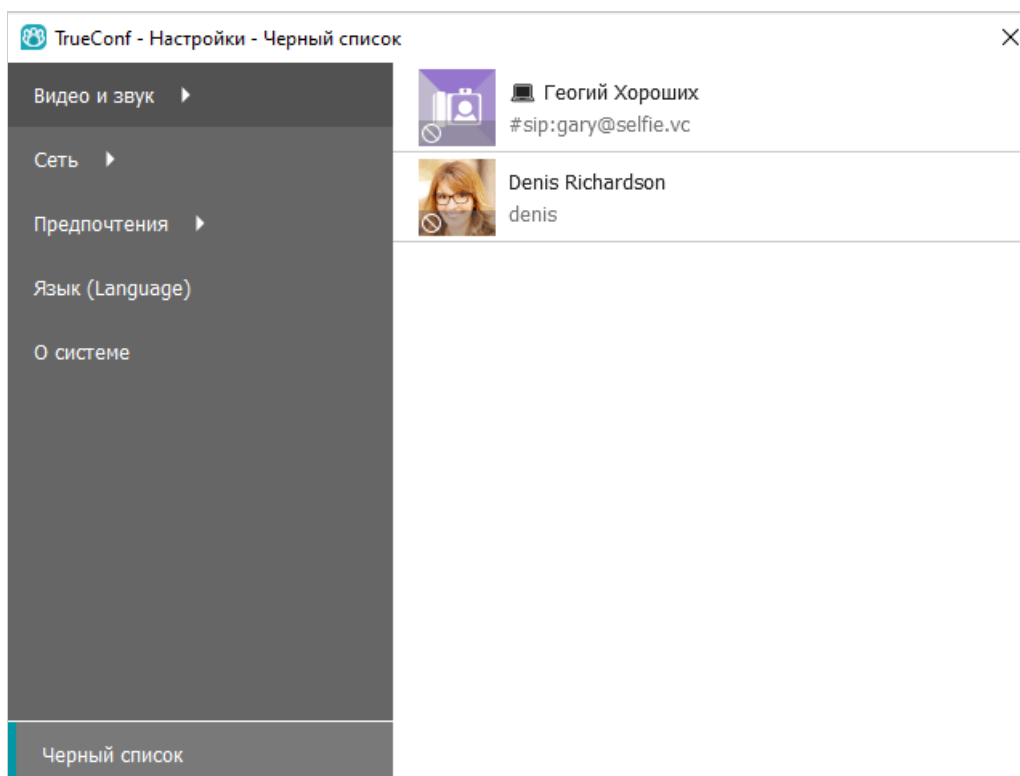 TrueConf - Настройки - Черный список
Видео и звук
Сеть
Предпочтения
Язык (Language)
О системе
Черный список
Геогий Хороших
#sip:gary@selfie.vc
Denis Richardson
denis